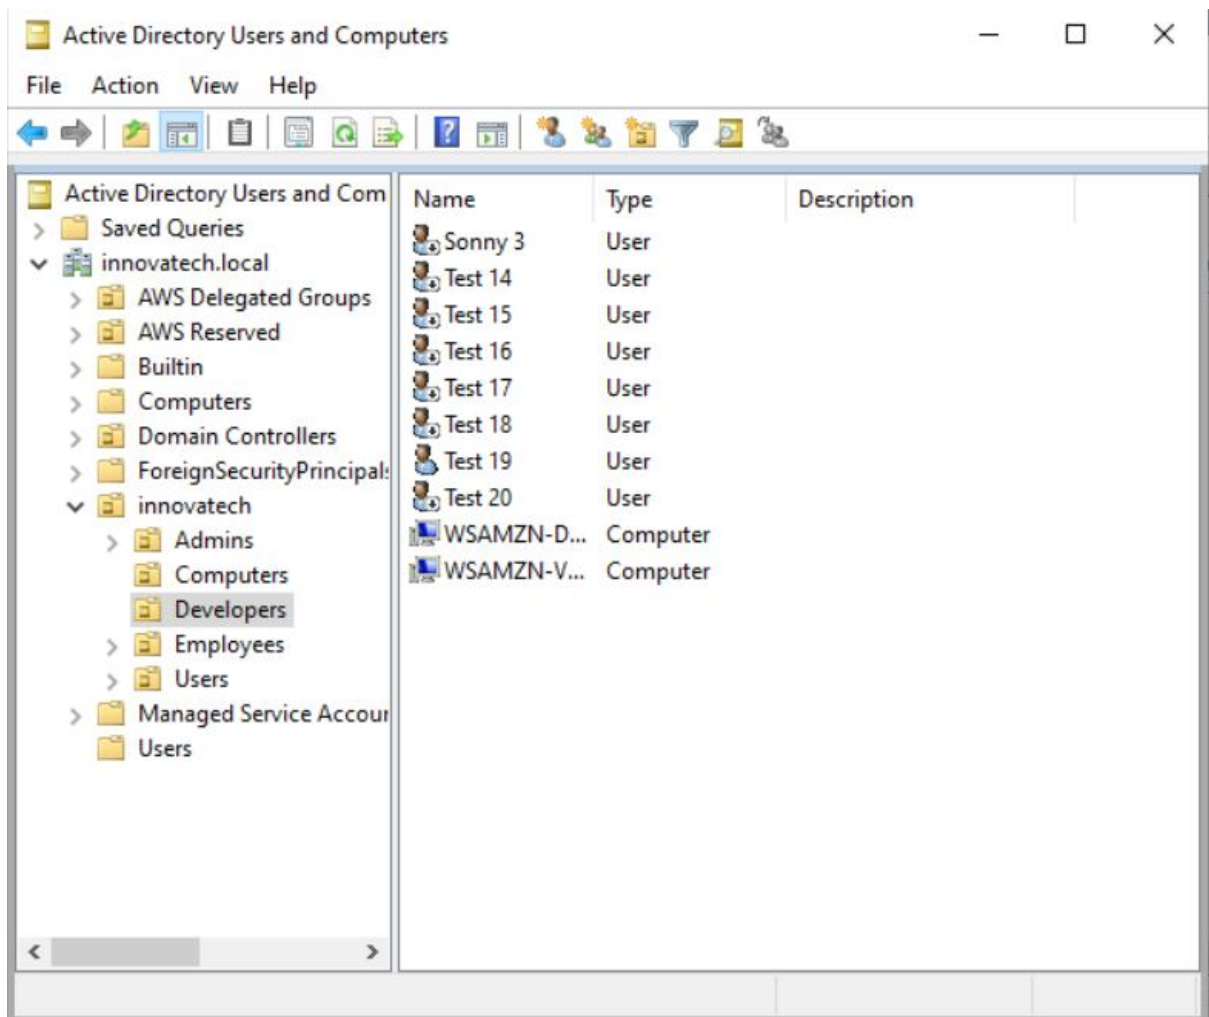 Active Directory Users and Computers
File Action View Help
Active Directory Users and Com
Saved Queries
innovatech.local
AWS Delegated Groups
AWS Reserved
Builtin
Computers
Domain Controllers
ForeignSecurityPrincipals
innovatech
Admins
Computers
Developers
Employees
Users
Managed Service Accour
Users
Name Type Description
Sonny 3 User
Test 14 User
Test 15 User
Test 16 User
Test 17 User
Test 18 User
Test 19 User
Test 20 User
WSAMZN-D... Computer
WSAMZN-V... Computer